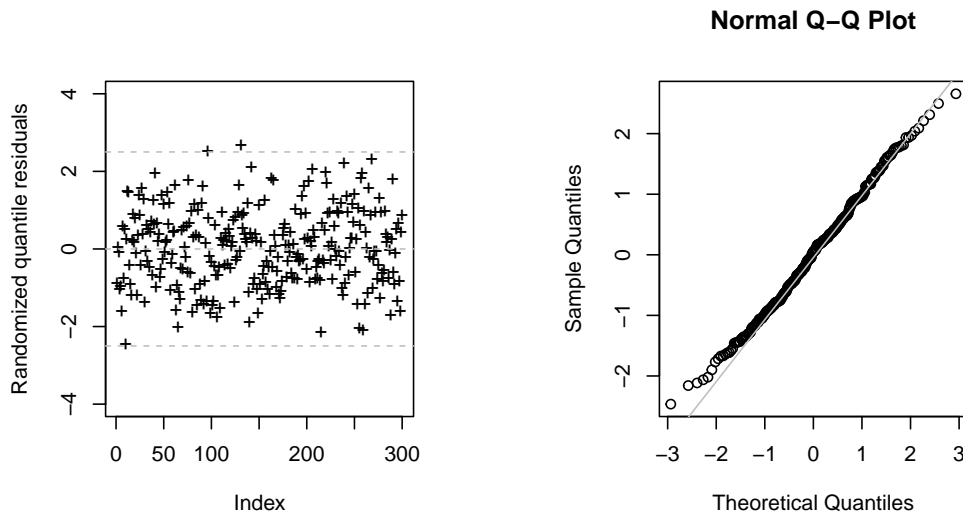 Randomized quantile residuals
4
2
0
−2
−4
0 50 100 300
Index
Normal Q−Q Plot
Sample Quantiles
2
1
0
−1
−2
−3 −2 −1 0 1 2 3
Theoretical Quantiles